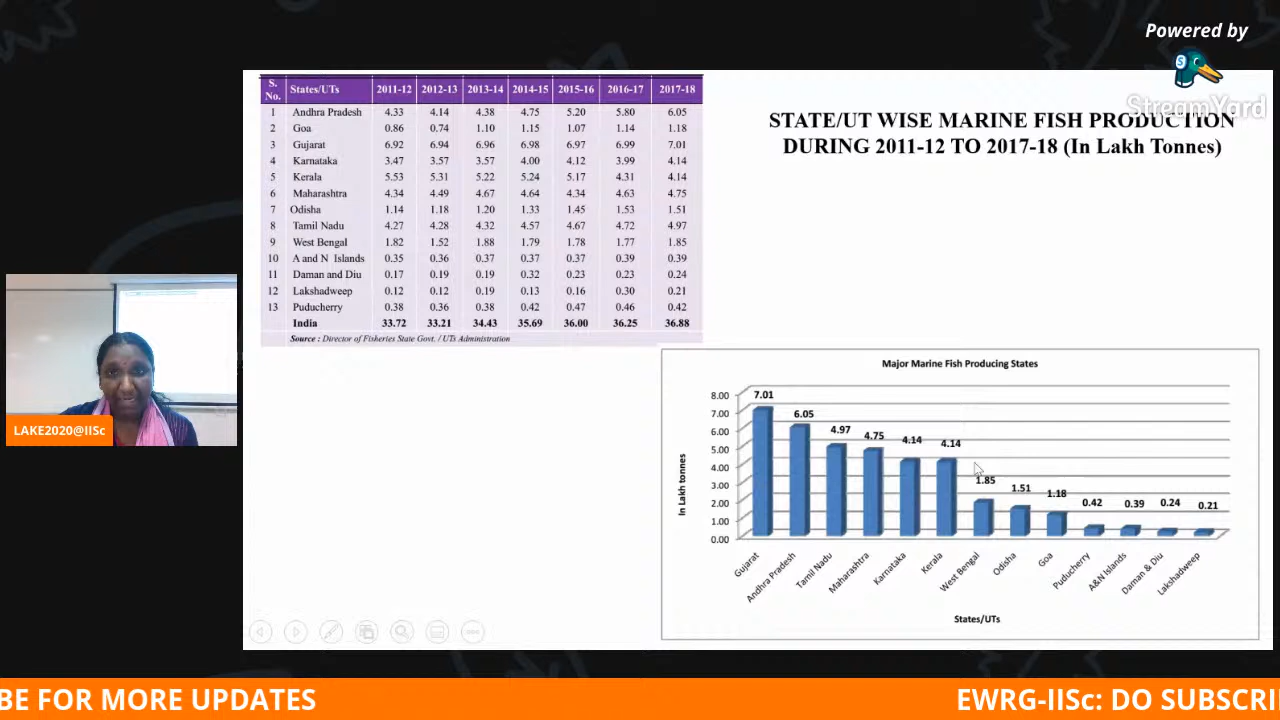 Powered by
StreamYard
S. No. States/UTs 2011-12 2012-13 2013-14 2014-15 2015-16 2016-17 2017-18
1 Andhra Pradesh 4.33 4.14 4.38 4.75 5.20 5.80 6.05
2 Goa 0.86 0.74 1.10 1.15 1.07 1.14 1.18
3 Gujarat 6.92 6.94 6.96 6.98 6.97 6.99 7.01
4 Karnataka 3.47 3.57 3.57 4.00 4.12 3.99 4.14
5 Kerala 5.53 5.31 5.22 5.24 5.17 4.31 4.14
6 Maharashtra 4.34 4.49 4.67 4.64 4.34 4.63 4.75
7 Odisha 1.14 1.18 1.20 1.33 1.45 1.53 1.51
8 Tamil Nadu 4.27 4.28 4.32 4.57 4.67 4.72 4.97
9 West Bengal 1.82 1.52 1.88 1.79 1.78 1.77 1.85
10 A and N Islands 0.35 0.36 0.37 0.37 0.37 0.39 0.39
11 Daman and Diu 0.17 0.19 0.19 0.32 0.23 0.23 0.24
12 Lakshadweep 0.12 0.12 0.19 0.13 0.16 0.30 0.21
13 Puducherry 0.38 0.36 0.38 0.42 0.47 0.46 0.42
India 33.72 33.21 34.43 35.69 36.00 36.25 36.88
Source : Director of Fisheries State Govt. / UTs Administration
STATE/UT WISE MARINE FISH PRODUCTION
DURING 2011-12 TO 2017-18 (In Lakh Tonnes)
Major Marine Fish Producing States
In Lakh tonnes
8.00
7.00
6.00
5.00
4.00
3.00
2.00
1.00
0.00
7.01 6.05 4.97 4.75 4.14 4.14 1.85 1.51 1.18 0.42 0.39 0.24 0.21
Gujarat Andhra Pradesh Tamil Nadu Maharashtra Karnataka Kerala West Bengal Odisha Goa Puducherry A&N Islands Daman & Diu Lakshadweep
States/UTs
LAKE2020@IISc
BE FOR MORE UPDATES
EWRG-IISc: DO SUBSCRI